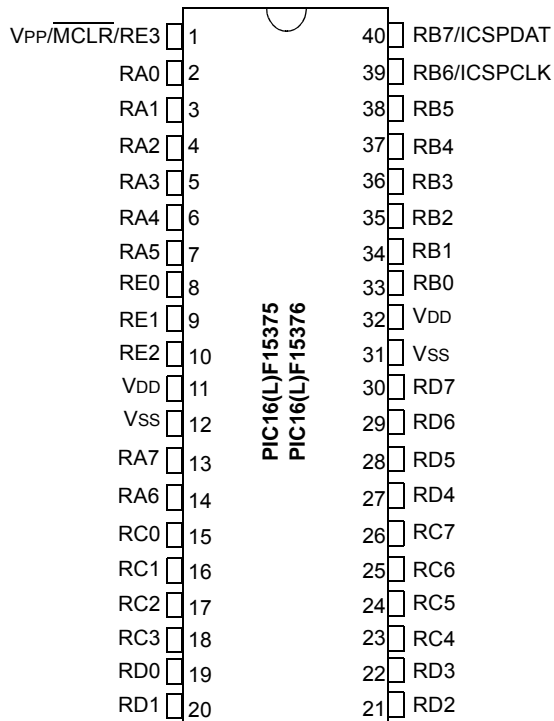 VPP/MCLR/RE3 1 40 RB7/ICSPDAT
RA0 2 39 RB6/ICSPCLK
RA1 3 38 RB5
RA2 4 37 RB4
RA3 5 36 RB3
RA4 6 35 RB2
RA5 7 34 RB1
RE0 8 33 RB0
RE1 9 32 VDD
RE2 10 31 VSS
VDD 11 30 RD7
VSS 12 29 RD6
RA7 13 28 RD5
RA6 14 27 RD4
RC0 15 26 RC7
RC1 16 25 RC6
RC2 17 24 RC5
RC3 18 23 RC4
RD0 19 22 RD3
RD1 20 21 RD2
PIC16(L)F15375
PIC16(L)F15376